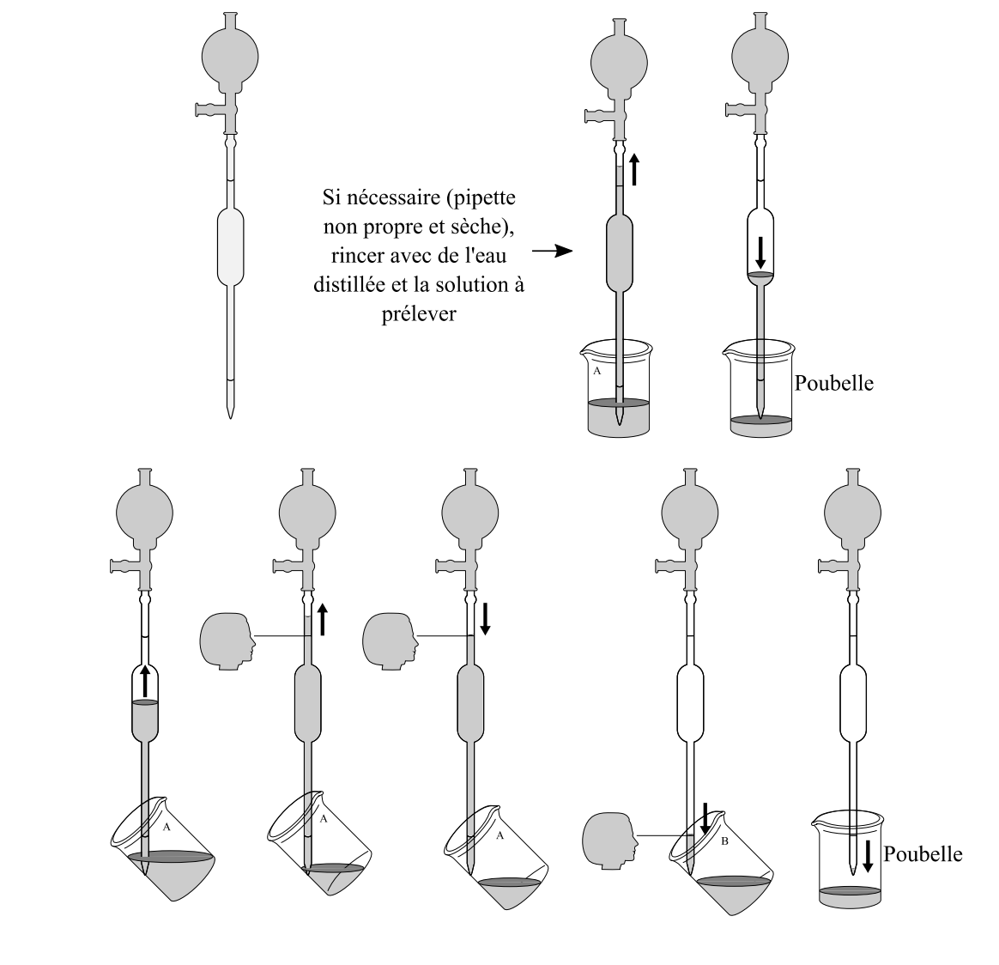 Si nécessaire (pipette
non propre et sèche),
rincer avec de l'eau
distillée et la solution à
prélever
A
Poubelle
A
A
A
B
Poubelle